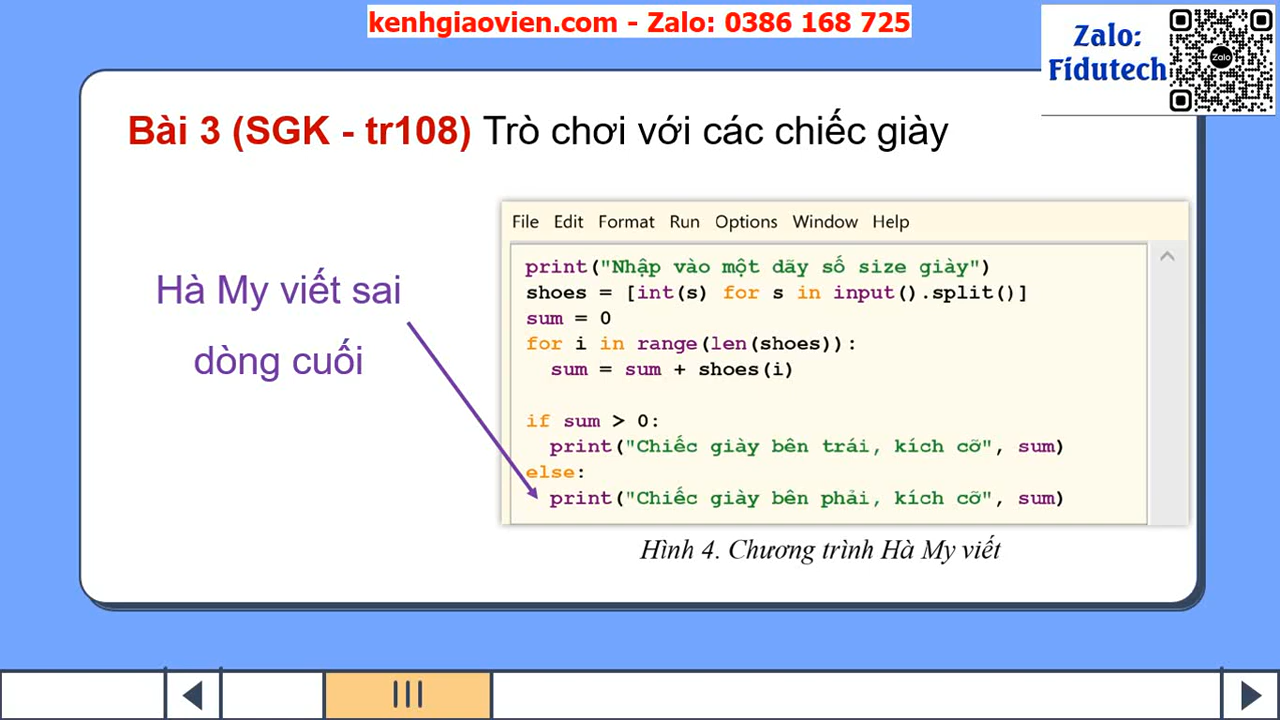 kenhgiaovien.com - Zalo: 0386 168 725
Zalo:
Fidutech
Zalo
Bài 3 (SGK - tr108) Trò chơi với các chiếc giày
Hà My viết sai
dòng cuối
File Edit Format Run Options Window Help
print("Nhập vào một dãy số size giày")
shoes = [int(s) for s in input().split()]
sum = 0
for i in range(len(shoes)):
  sum = sum + shoes(i)
if sum > 0:
  print("Chiếc giày bên trái, kích cỡ", sum)
else:
  print("Chiếc giày bên phải, kích cỡ", sum)
Hình 4. Chương trình Hà My viết